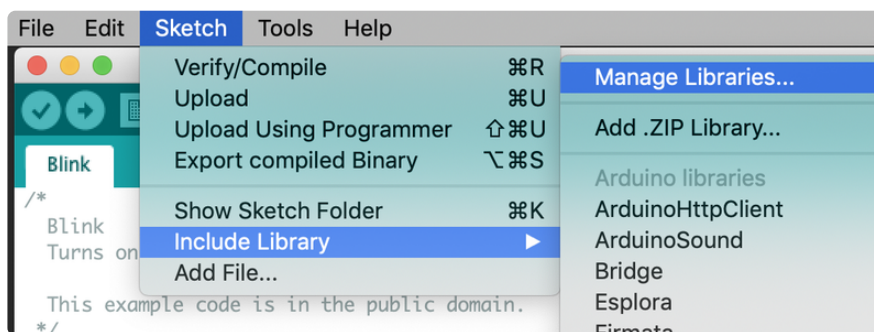 File Edit Sketch Tools Help
Verify/Compile ⌘R
Upload ⌘U
Upload Using Programmer ⇧⌘U
Export compiled Binary ⌥⌘S
Show Sketch Folder ⌘K
Include Library ▶
Add File...
Manage Libraries...
Add .ZIP Library...
Arduino libraries
ArduinoHttpClient
ArduinoSound
Bridge
Esplora
Firmata
Blink
/*
Blink
Turns on
This example code is in the public domain.
*/